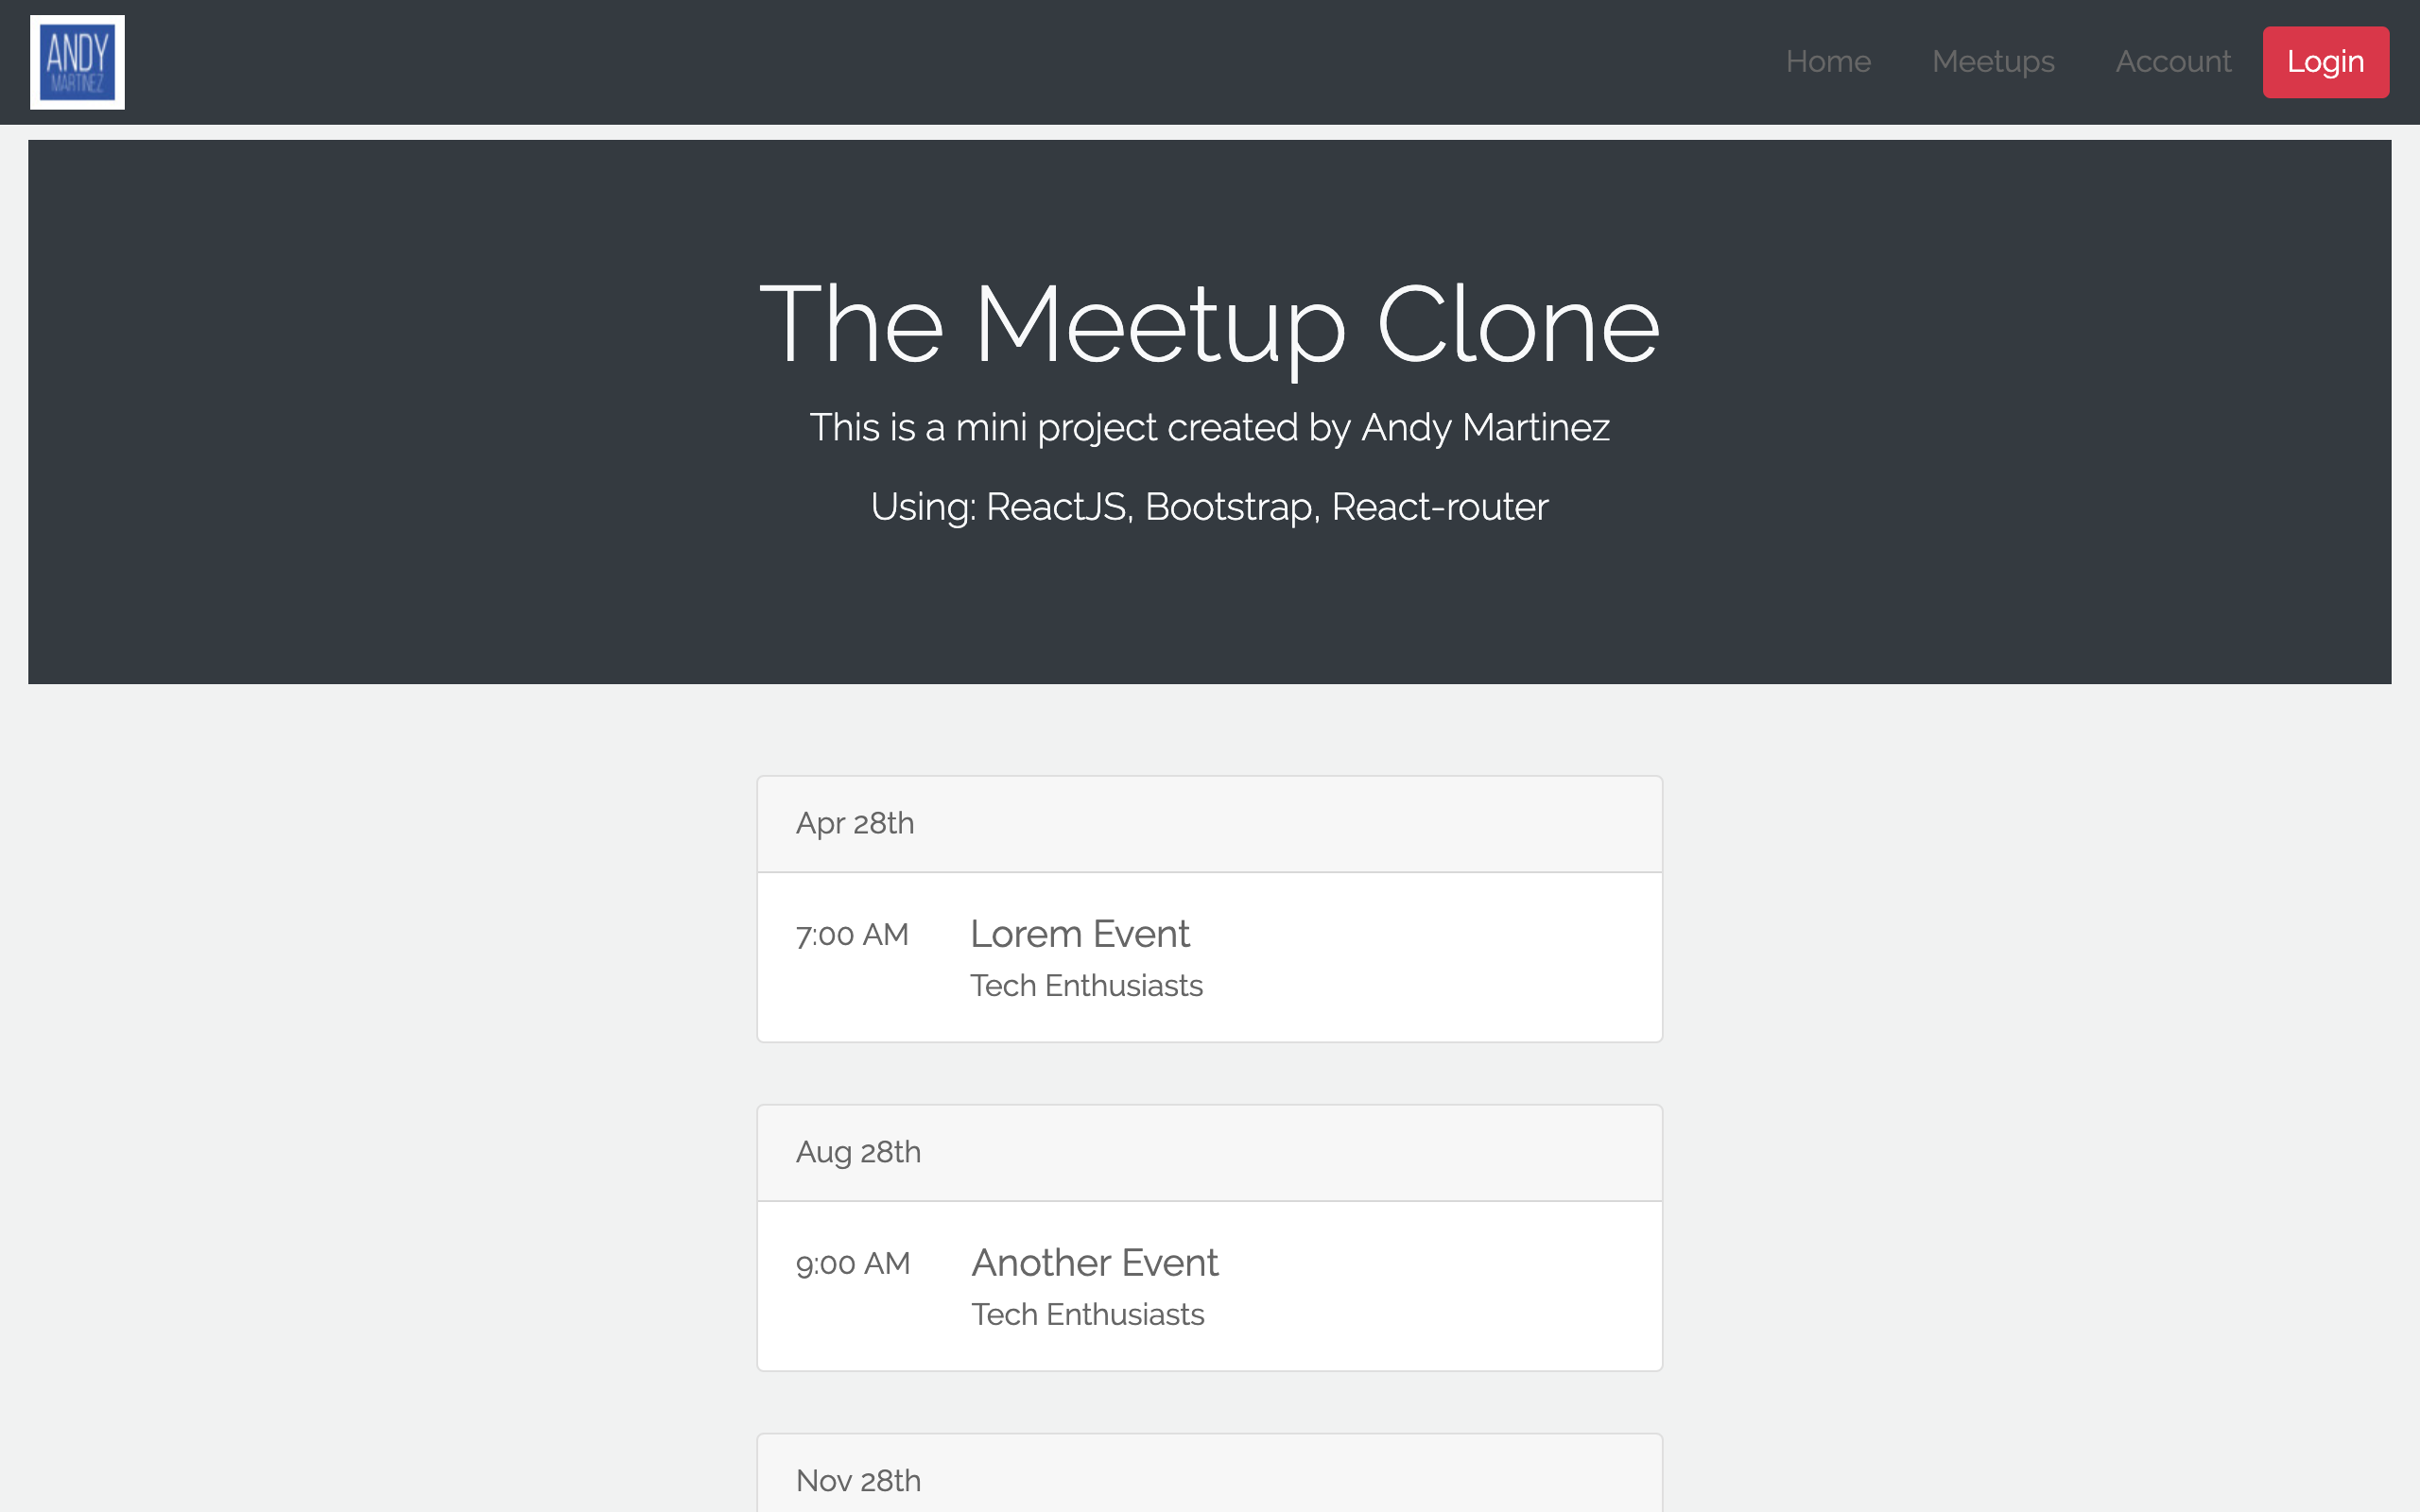 ANDY
MARTINEZ
Home Meetups Account Login
The Meetup Clone
This is a mini project created by Andy Martinez
Using: ReactJS, Bootstrap, React-router
Apr 28th
7:00 AM Lorem Event
Tech Enthusiasts
Aug 28th
9:00 AM Another Event
Tech Enthusiasts
Nov 28th